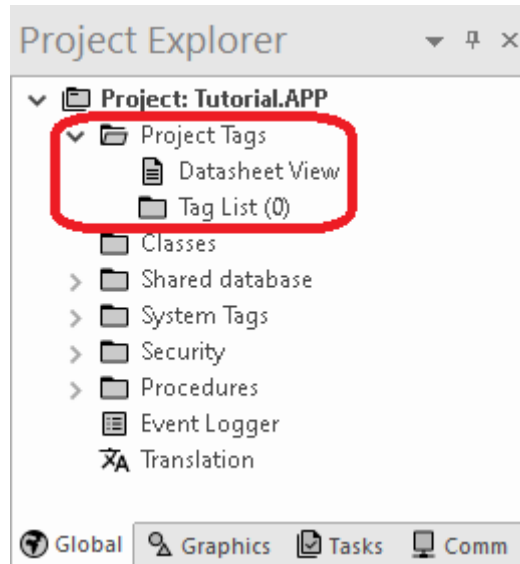 Project Explorer
Project: Tutorial.APP
Project Tags
Datasheet View
Tag List (0)
Classes
Shared database
System Tags
Security
Procedures
Event Logger
Translation
Global Graphics Tasks Comm